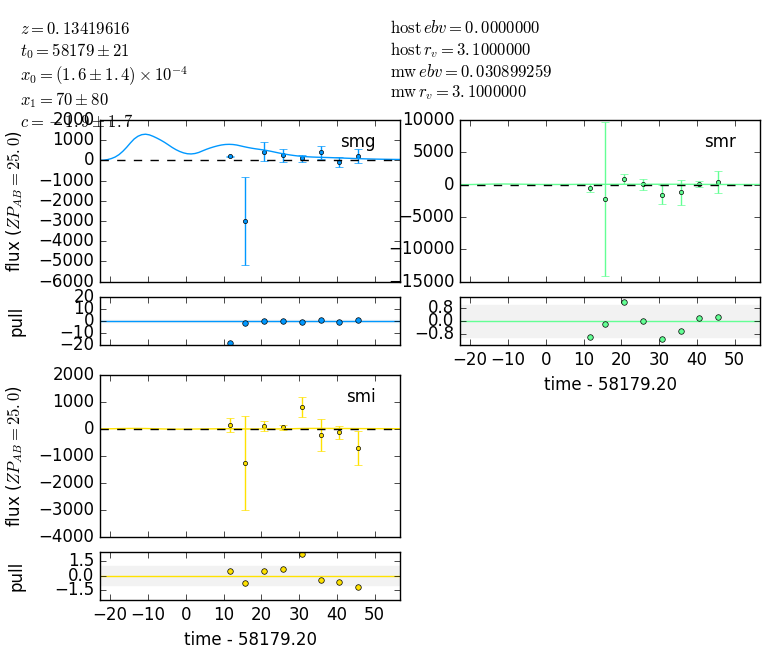 z = 0.13419616
t₀ = 58179 ± 21
x₀ = (1.6 ± 1.4) × 10⁻⁴
x₁ = 70 ± 80
host ebv = 0.0000000
host r_v = 3.1000000
mw ebv = 0.030899259
mw r_v = 3.1000000
smg
2000
1000
0
−1000
−2000
−3000
−4000
−5000
−6000
flux (ZP_AB = 25.0)
smr
10000
5000
0
−5000
−10000
−15000
20
10
0
−10
−20
pull
0.8
0.0
−0.8
−20 −10 0 10 20 30 40 50
time - 58179.20
smi
2000
1000
0
−1000
−2000
−3000
−4000
flux (ZP_AB = 25.0)
1.5
0.0
−1.5
pull
−20 −10 0 10 20 30 40 50
time - 58179.20